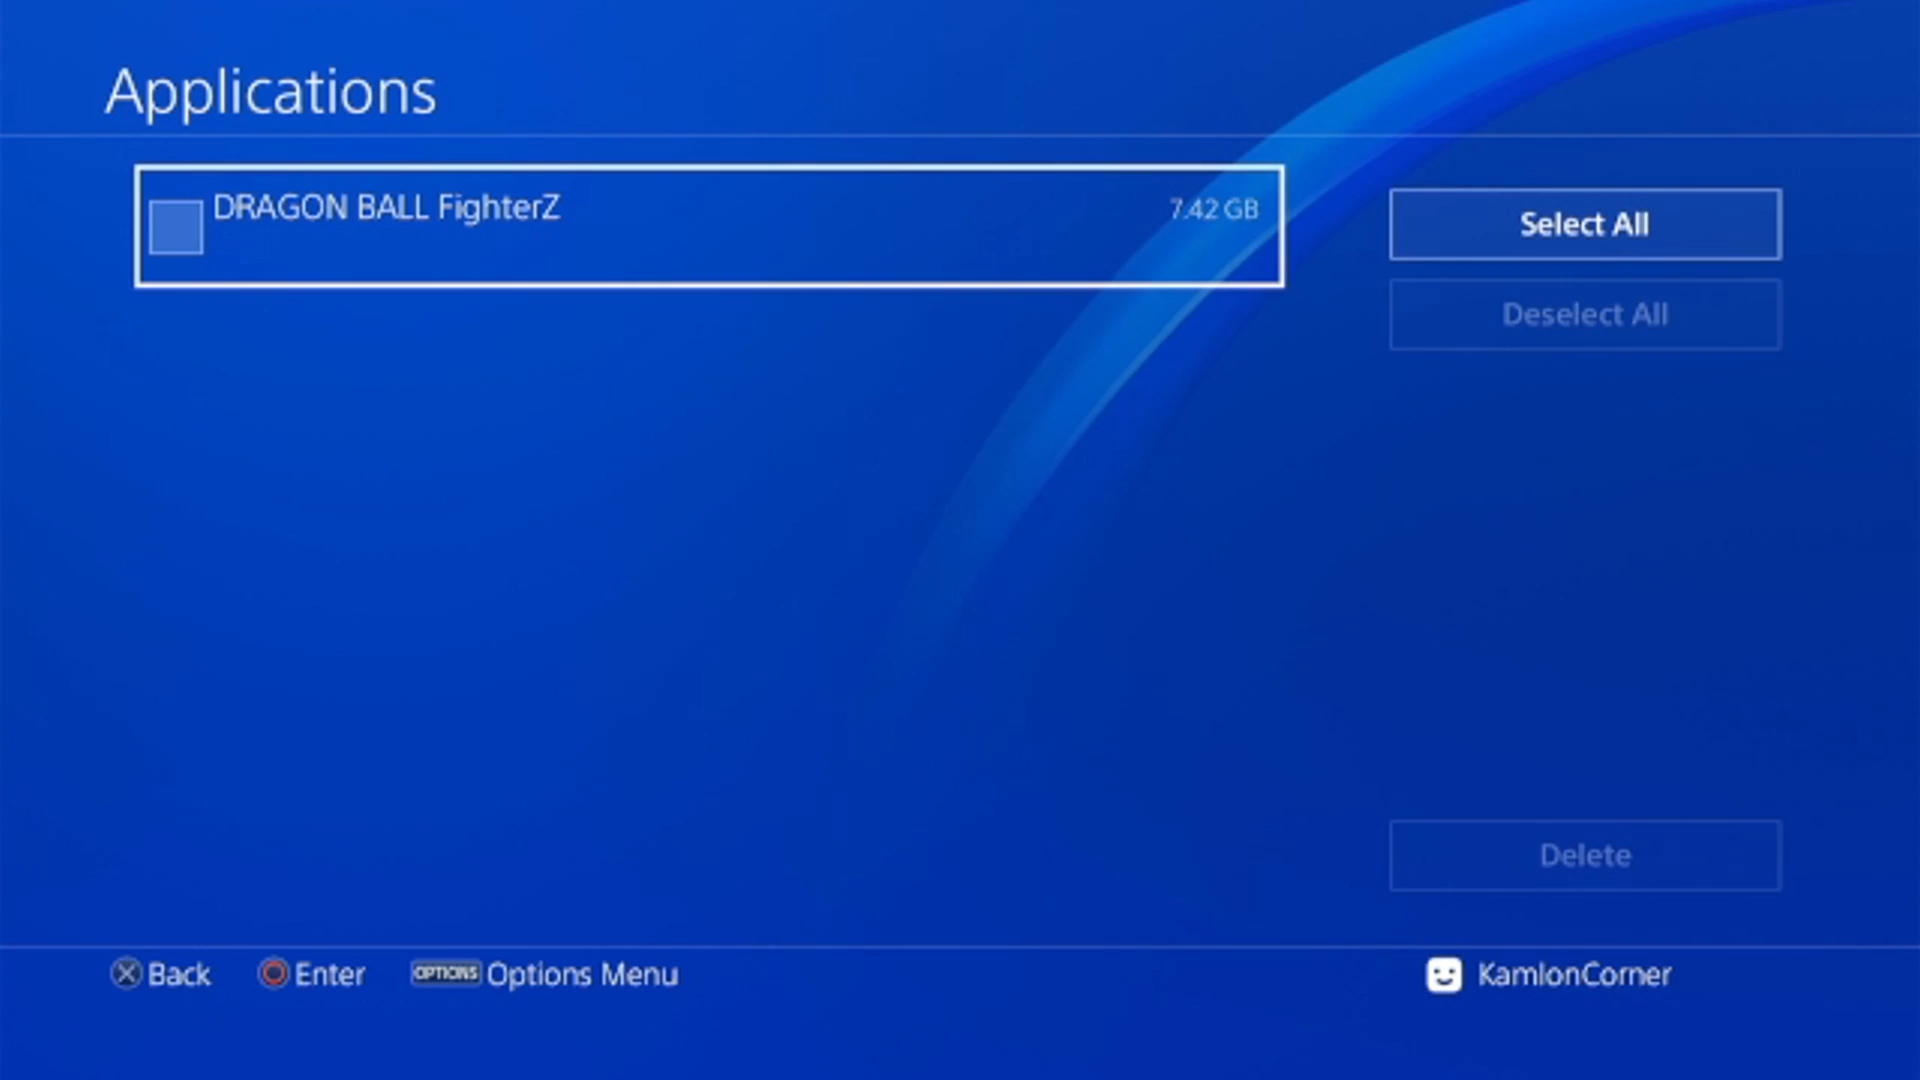 Applications
DRAGON BALL FighterZ 7.42 GB
Select All
Deselect All
Delete
Back Enter OPTIONS Options Menu KamlonCorner